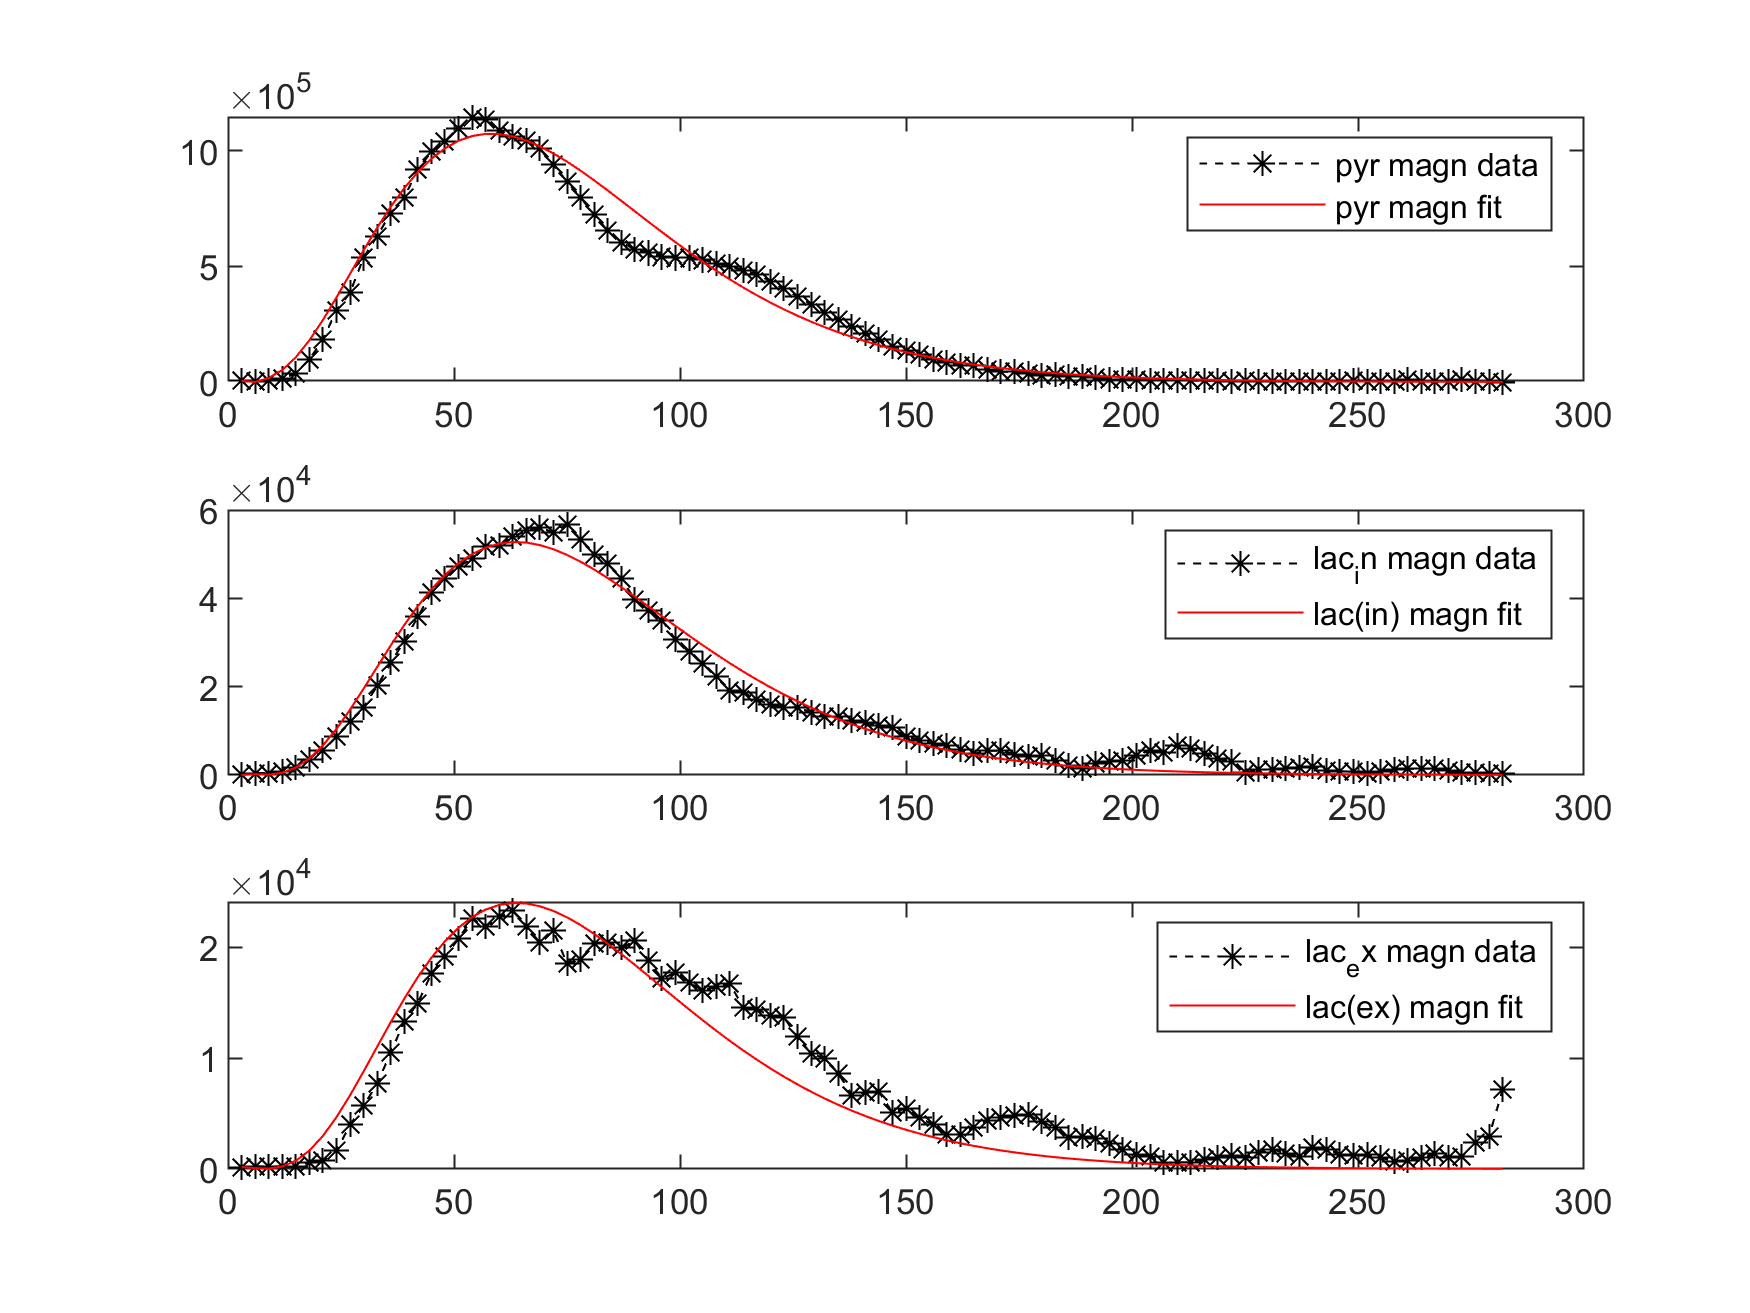 ×10^5
10
5
0
0 50 100 150 200 250 300
pyr magn data
pyr magn fit
×10^4
6
4
2
0
0 50 100 150 200 250 300
lac_in magn data
lac(in) magn fit
×10^4
2
1
0
0 50 100 150 200 250 300
lac_ex magn data
lac(ex) magn fit